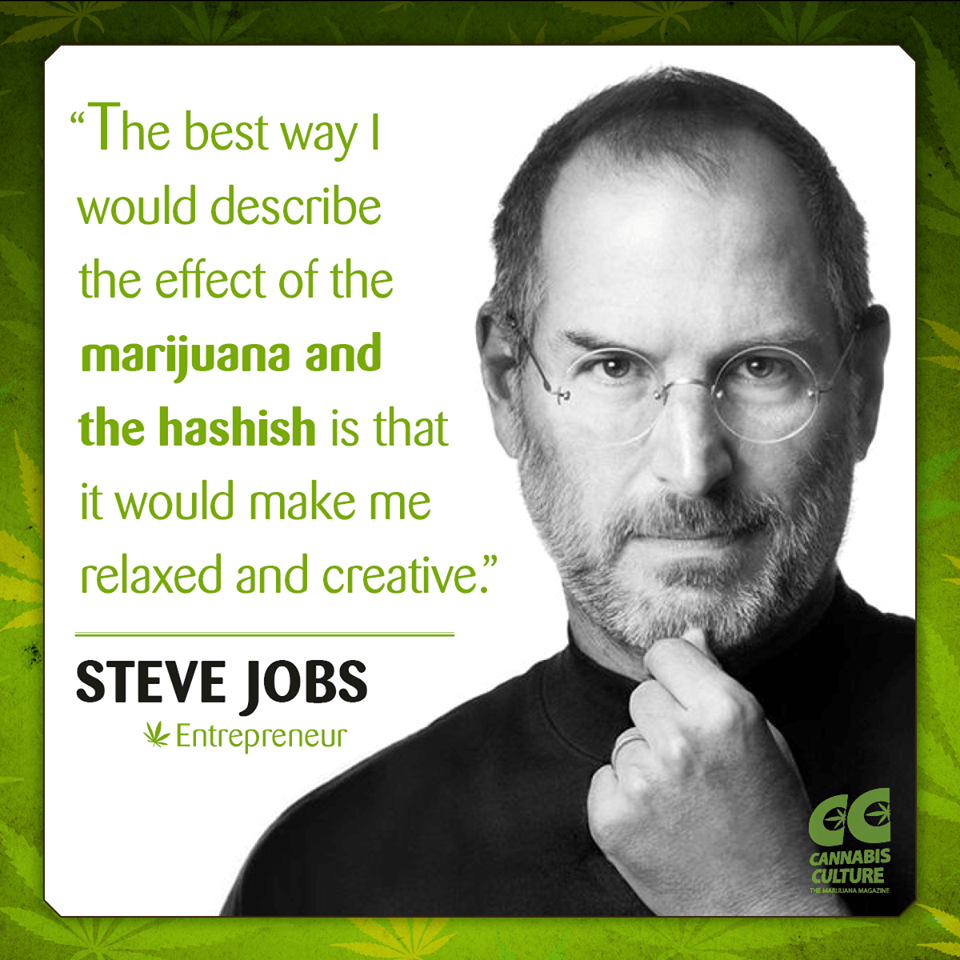 “The best way I
would describe
the effect of the
marijuana and
the hashish is that
it would make me
relaxed and creative.”
STEVE JOBS
Entrepreneur
CC
CANNABIS
CULTURE
THE MARIJUANA MAGAZINE